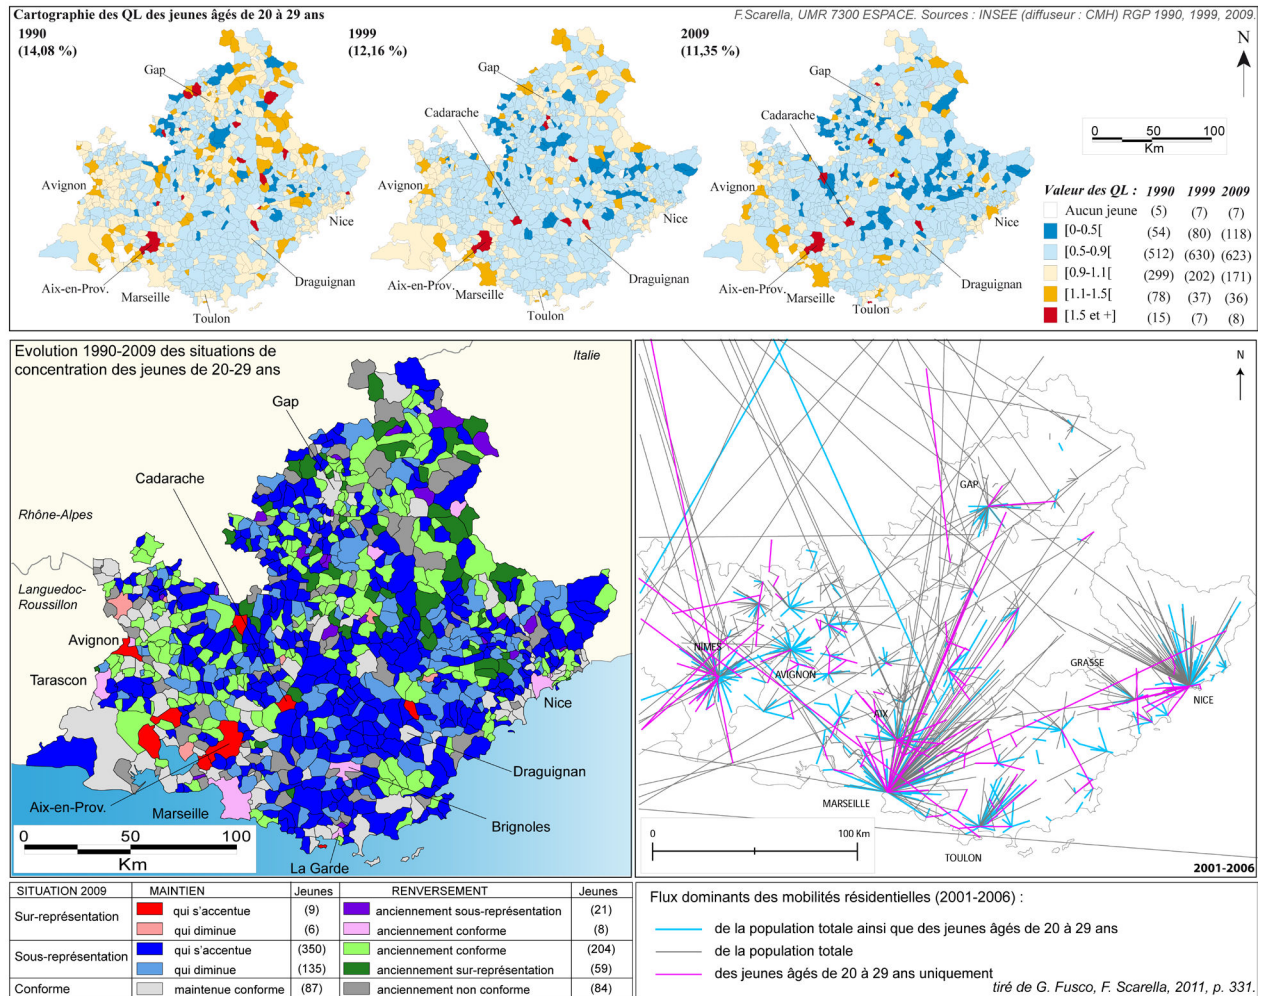 Cartographie des QL des jeunes âgés de 20 à 29 ans
F.Scarella, UMR 7300 ESPACE. Sources : INSEE (diffuseur : CMH) RGP 1990, 1999, 2009.
1990
(14,08 %)
Gap
Avignon
Nice
Draguignan
Aix-en-Prov.
Marseille
Toulon
1999
(12,16 %)
Gap
Cadarache
Avignon
Nice
Draguignan
Aix-en-Prov.
Marseille
Toulon
2009
(11,35 %)
Gap
Cadarache
Avignon
Nice
Draguignan
Aix-en-Prov.
Marseille
Toulon
N
0 50 100
Km
Valeur des QL : 1990 1999 2009
Aucun jeune (5) (7) (7)
[0-0.5[ (54) (80) (118)
[0.5-0.9[ (512) (630) (623)
[0.9-1.1[ (299) (202) (171)
[1.1-1.5[ (78) (37) (36)
[1.5 et +] (15) (7) (8)
Evolution 1990-2009 des situations de
concentration des jeunes de 20-29 ans
Italie
Gap
Cadarache
Rhône-Alpes
Languedoc-
Roussillon
Avignon
Tarascon
Nice
Draguignan
Aix-en-Prov.
Marseille
Brignoles
La Garde
0 50 100
Km
N
GAP
NIMES
AVIGNON
GRASSE
NICE
AIX
MARSEILLE
TOULON
0 100 Km
2001-2006
SITUATION 2009 MAINTIEN Jeunes RENVERSEMENT Jeunes
Sur-représentation qui s'accentue (9) anciennement sous-représentation (21)
qui diminue (6) anciennement conforme (8)
Sous-représentation qui s'accentue (350) anciennement conforme (204)
qui diminue (135) anciennement sur-représentation (59)
Conforme maintenue conforme (87) anciennement non conforme (84)
Flux dominants des mobilités résidentielles (2001-2006) :
de la population totale ainsi que des jeunes âgés de 20 à 29 ans
de la population totale
des jeunes âgés de 20 à 29 ans uniquement
tiré de G. Fusco, F. Scarella, 2011, p. 331.